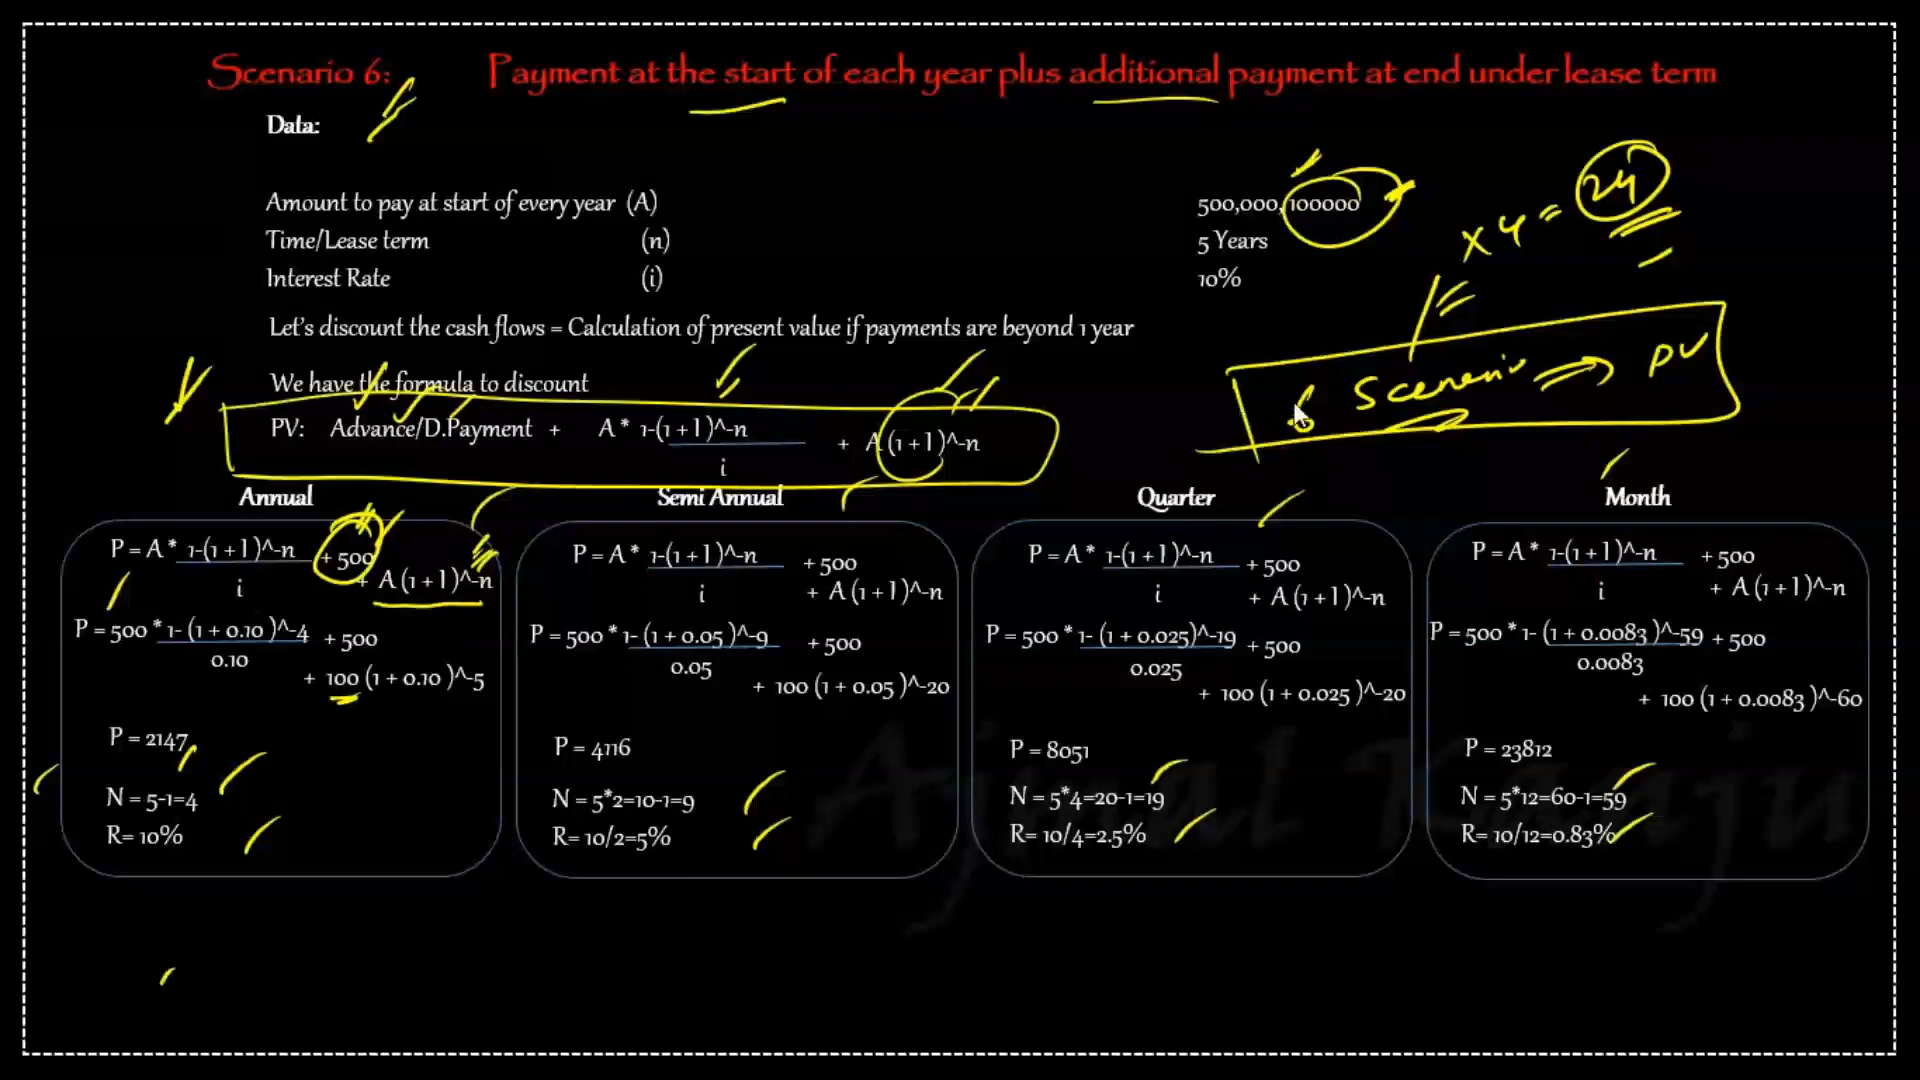 Scenario 6: Payment at the start of each year plus additional payment at end under lease term
Data:
Amount to pay at start of every year (A) 500,000,100000
Time/Lease term (n) 5 Years
Interest Rate (i) 10%
x 4 = 24
Let's discount the cash flows = Calculation of present value if payments are beyond 1 year
6 Scenerio ⇒ PV
We have the formula to discount
PV: Advance/D.Payment + A * 1-(1+1)^-n + A (1+1)^-n
i
Annual
P = A * 1-(1+1)^-n + 500
i + A (1+1)^-n
P = 500 * 1- (1 + 0.10 )^-4 + 500
0.10
+ 100 (1 + 0.10 )^-5
P = 2147
N = 5-1=4
R= 10%
Semi Annual
P = A * 1-(1+1)^-n + 500
i + A (1+1)^-n
P = 500 * 1- (1 + 0.05 )^-9 + 500
0.05
+ 100 (1 + 0.05 )^-20
P = 4116
N = 5*2=10-1=9
R= 10/2=5%
Quarter
P = A * 1-(1+1)^-n + 500
i + A (1+1)^-n
P = 500 * 1- (1 + 0.025)^-19 + 500
0.025
+ 100 (1 + 0.025 )^-20
P = 8051
N = 5*4=20-1=19
R= 10/4=2.5%
Month
P = A * 1-(1+1)^-n + 500
i + A (1+1)^-n
P = 500 * 1- (1 + 0.0083 )^-59 + 500
0.0083
+ 100 (1 + 0.0083 )^-60
P = 23812
N = 5*12=60-1=59
R= 10/12=0.83%